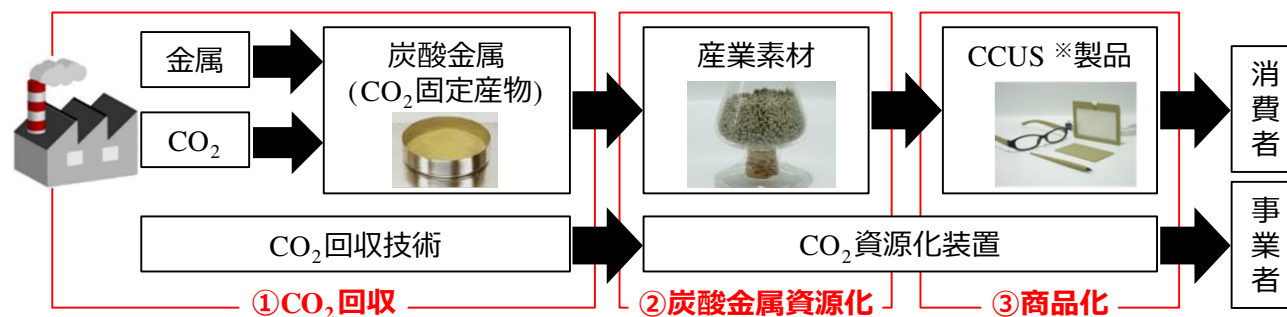 金属
CO₂
炭酸金属
(CO₂固定産物)
産業素材
CCUS ※製品
消費者
CO₂回収技術
CO₂資源化装置
事業者
①CO₂回収
②炭酸金属資源化
③商品化